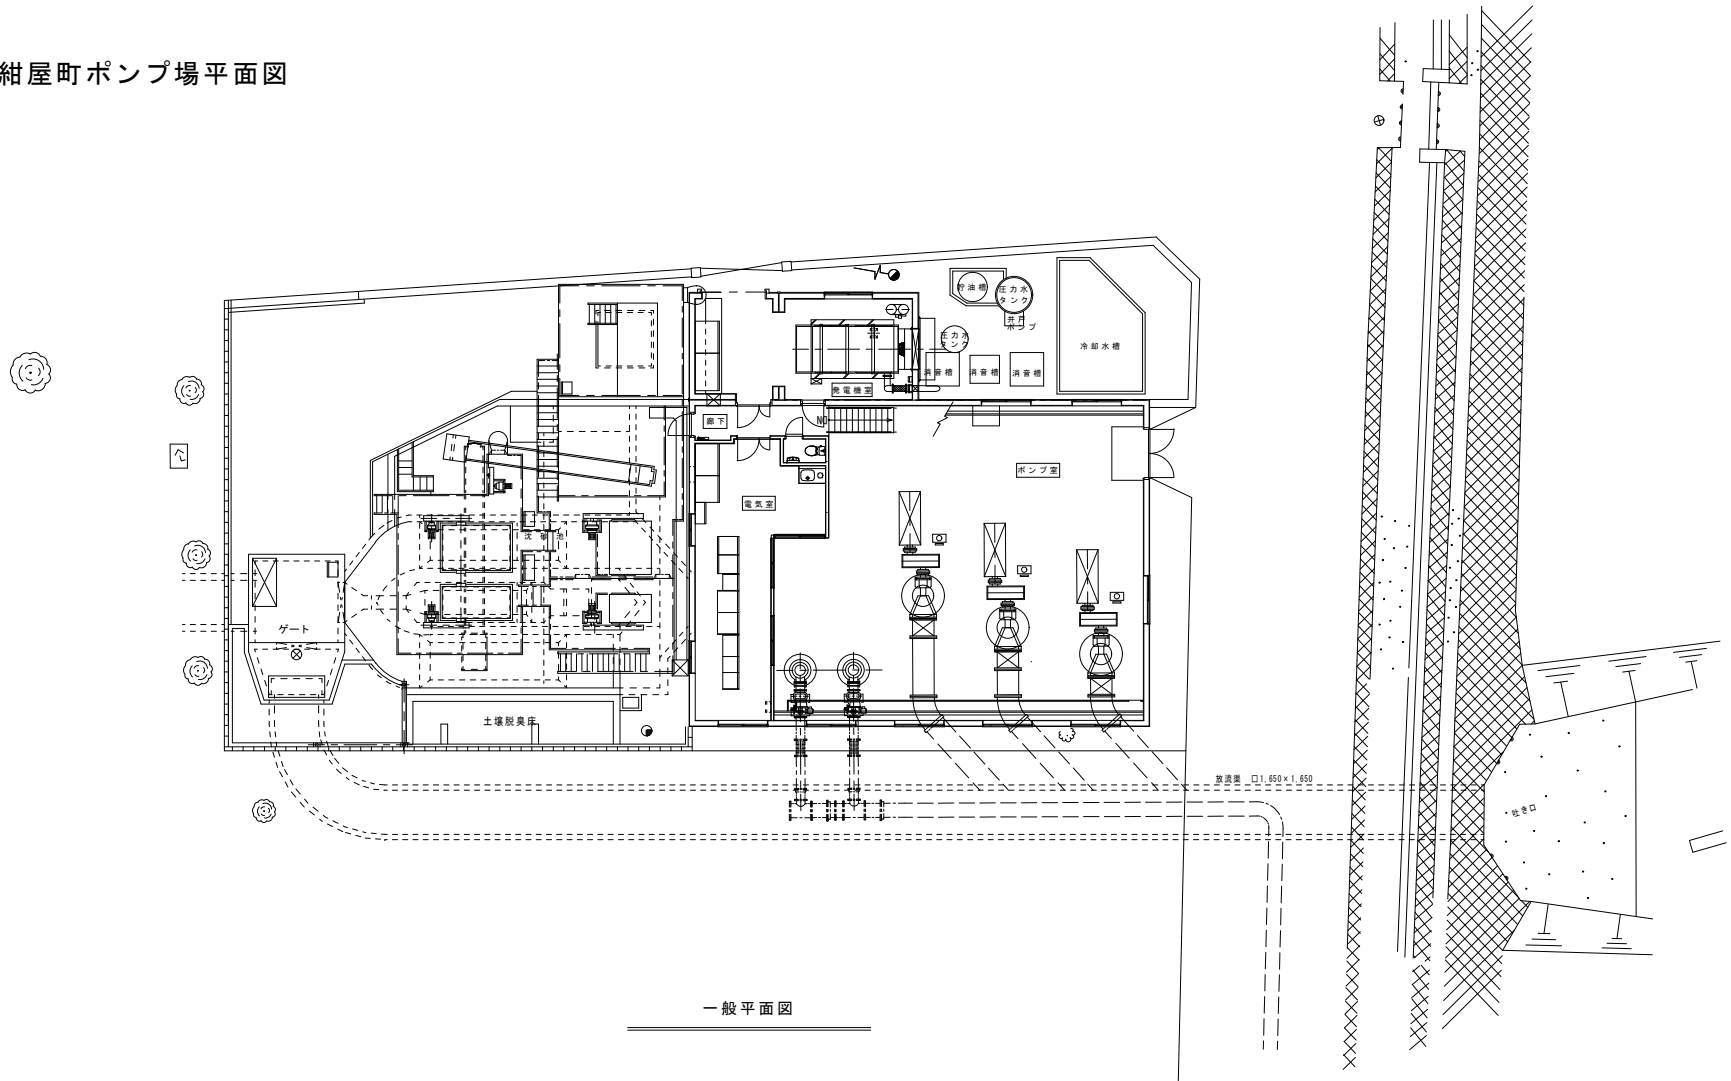 紺屋町ポンプ場平面図
貯油槽
圧力水
タンク
井戸
ポンプ
圧力水
タンク
冷却水槽
消音槽
消音槽
消音槽
発電機室
廊下
NO
ポンプ室
電気室
沈砂池
ゲート
土壌脱臭床
放流渠 口1,650×1,650
吐き口
一般平面図